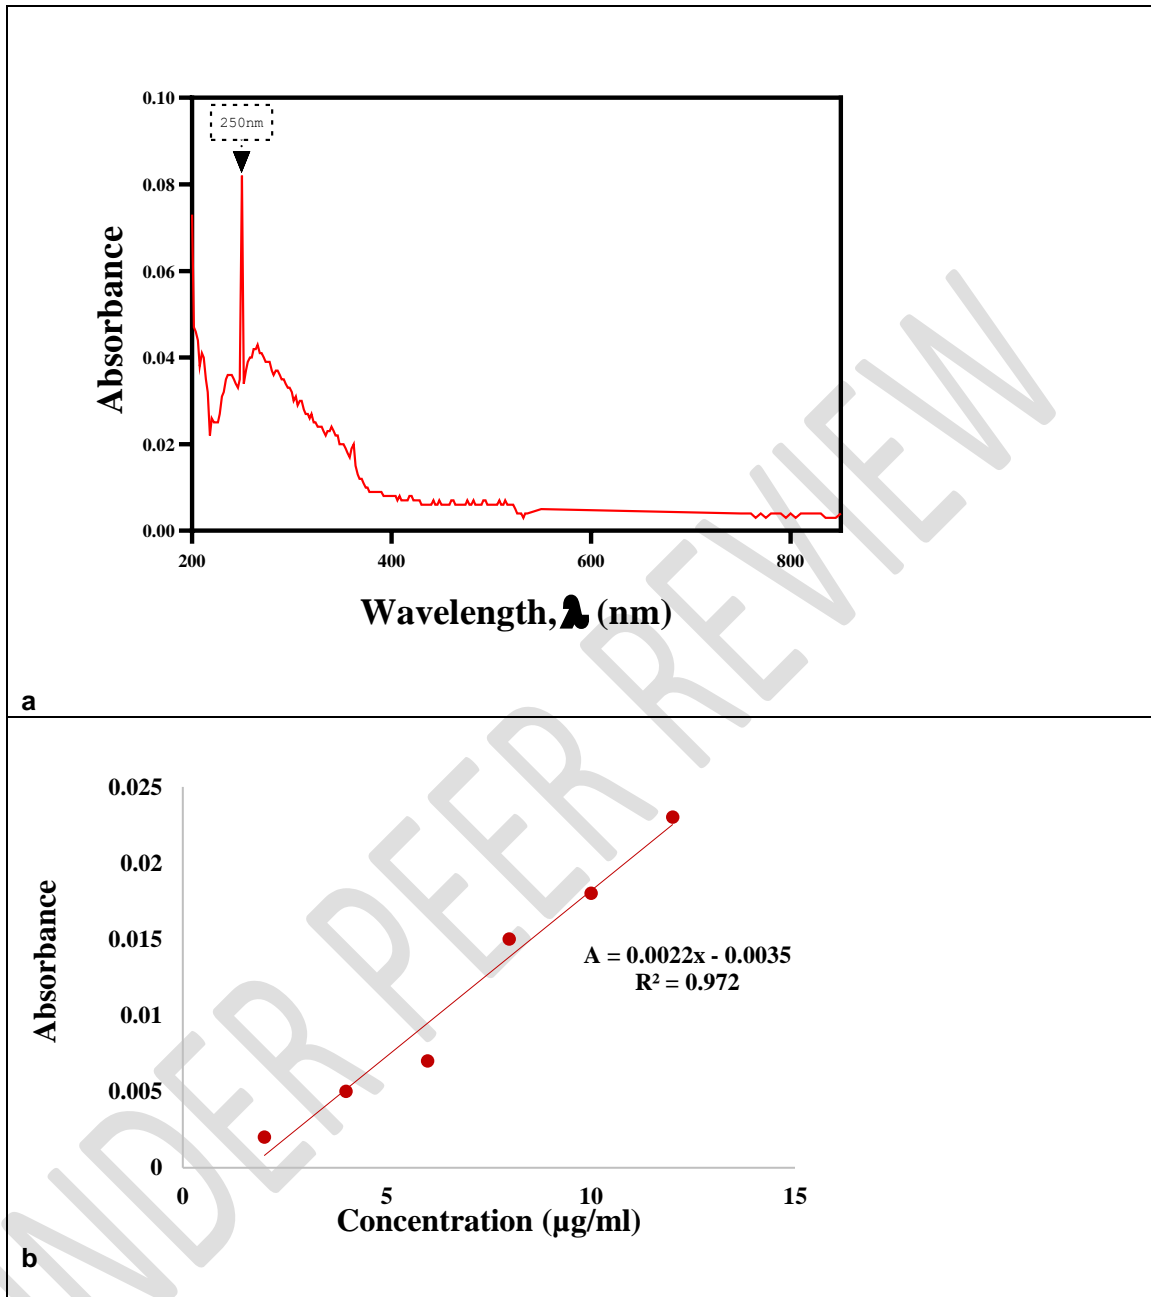 0.10
250nm
0.08
0.06
0.04
0.02
0.00
200 400 600 800
Absorbance
Wavelength, λ (nm)
a
0.025
0.02
0.015
0.01
0.005
0
0 5 10 15
Absorbance
A = 0.0022x - 0.0035
R² = 0.972
Concentration (µg/ml)
b
UNDER PEER REVIEW